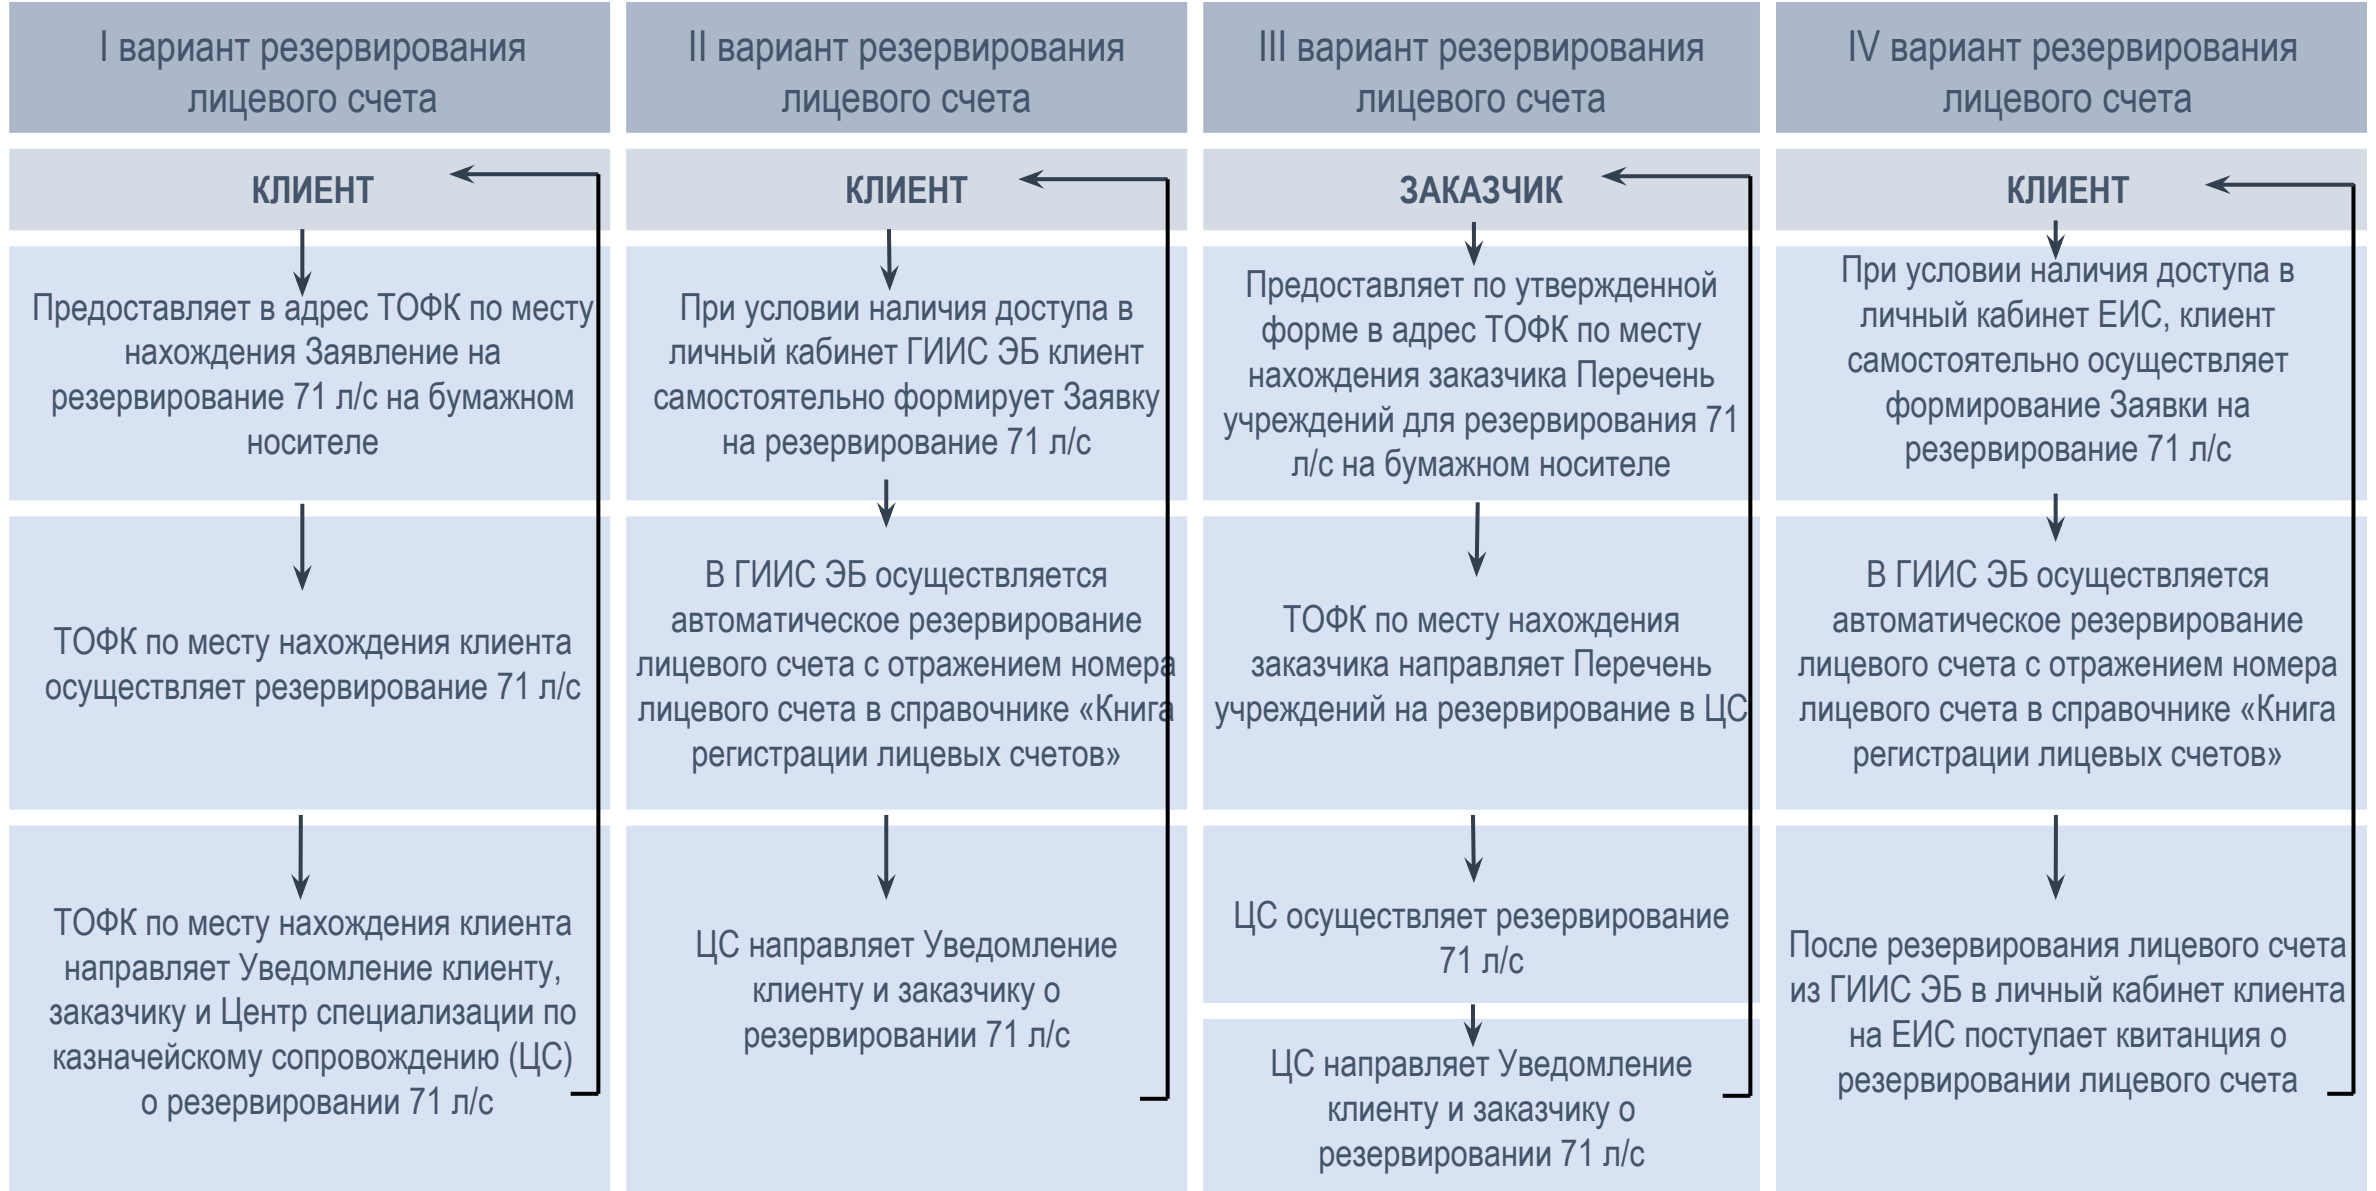 I вариант резервирования
лицевого счета
КЛИЕНТ
Предоставляет в адрес ТОФК по месту
нахождения Заявление на
резервирование 71 л/с на бумажном
носителе
ТОФК по месту нахождения клиента
осуществляет резервирование 71 л/с
ТОФК по месту нахождения клиента
направляет Уведомление клиенту,
заказчику и Центр специализации по
казначейскому сопровождению (ЦС)
о резервировании 71 л/с
II вариант резервирования
лицевого счета
КЛИЕНТ
При условии наличия доступа в
личный кабинет ГИИС ЭБ клиент
самостоятельно формирует Заявку
на резервирование 71 л/с
В ГИИС ЭБ осуществляется
автоматическое резервирование
лицевого счета с отражением номера
лицевого счета в справочнике «Книга
регистрации лицевых счетов»
ЦС направляет Уведомление
клиенту и заказчику о
резервировании 71 л/с
III вариант резервирования
лицевого счета
ЗАКАЗЧИК
Предоставляет по утвержденной
форме в адрес ТОФК по месту
нахождения заказчика Перечень
учреждений для резервирования 71
л/с на бумажном носителе
ТОФК по месту нахождения
заказчика направляет Перечень
учреждений на резервирование в ЦС
ЦС осуществляет резервирование
71 л/с
ЦС направляет Уведомление
клиенту и заказчику о
резервировании 71 л/с
IV вариант резервирования
лицевого счета
КЛИЕНТ
При условии наличия доступа в
личный кабинет ЕИС, клиент
самостоятельно осуществляет
формирование Заявки на
резервирование 71 л/с
В ГИИС ЭБ осуществляется
автоматическое резервирование
лицевого счета с отражением номера
лицевого счета в справочнике «Книга
регистрации лицевых счетов»
После резервирования лицевого счета
из ГИИС ЭБ в личный кабинет клиента
на ЕИС поступает квитанция о
резервировании лицевого счета